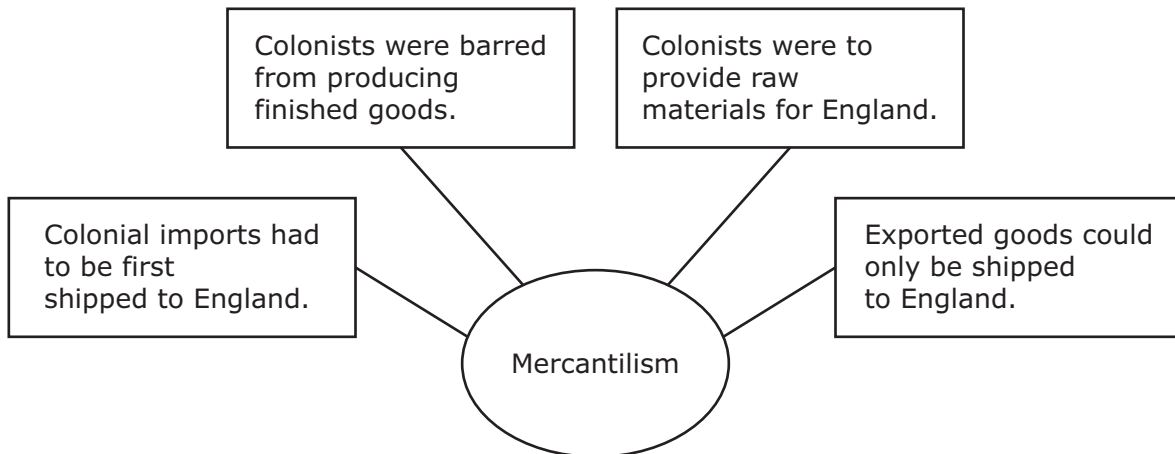 Colonists were barred
from producing
finished goods.
Colonists were to
provide raw
materials for England.
Colonial imports had
to be first
shipped to England.
Exported goods could
only be shipped
to England.
Mercantilism